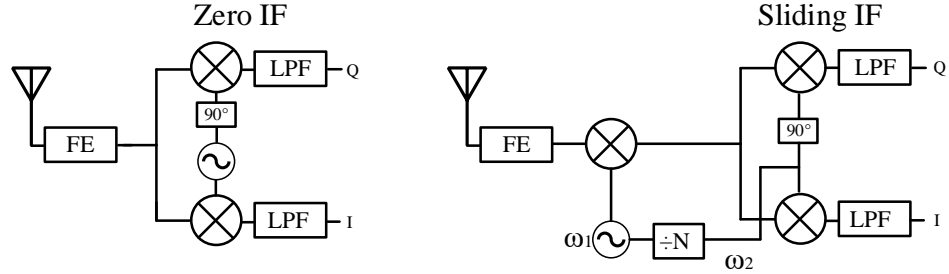 Zero IF
Sliding IF
LPF
Q
LPF
Q
90°
90°
FE
FE
LPF
I
ω1
÷N
LPF
I
ω2